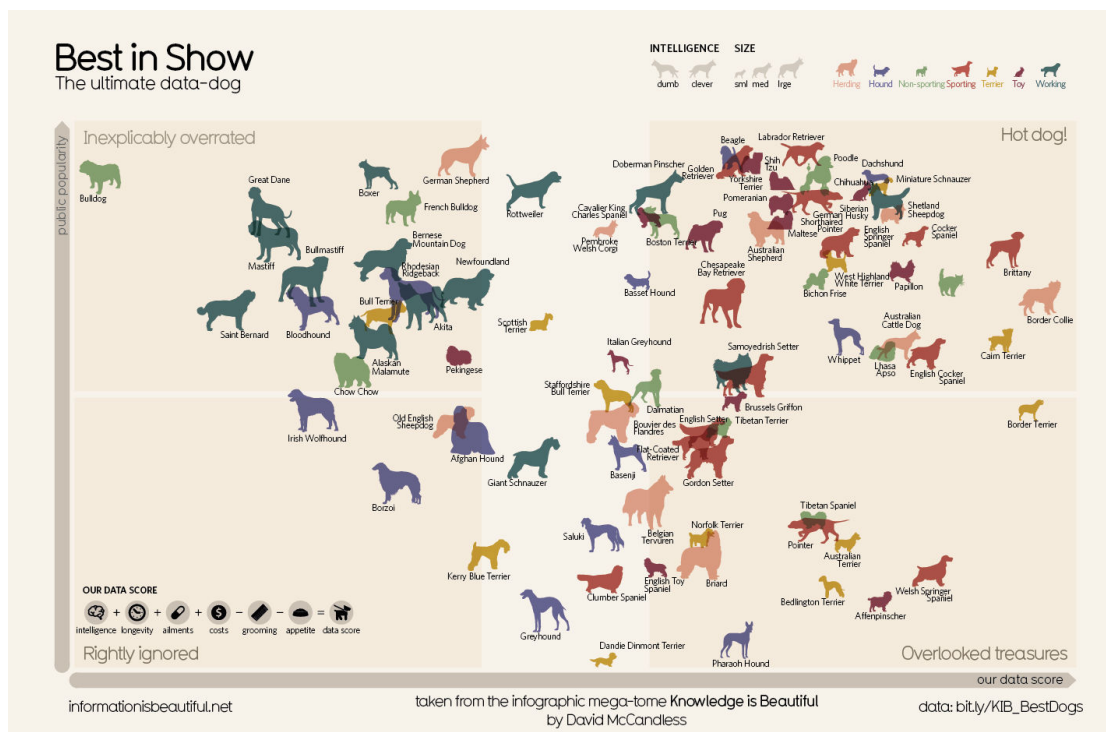 Best in Show
The ultimate data-dog
INTELLIGENCE
dumb
clever
SIZE
sml
med
lrge
Herding
Hound
Non-sporting
Sporting
Terrier
Toy
Working
public popularity
Inexplicably overrated
Hot dog!
Bulldog
Great Dane
Boxer
German Shepherd
French Bulldog
Rottweiler
Doberman Pinscher
Beagle
Golden
Retriever
Labrador Retriever
Shih
Tzu
Yorkshire
Terrier
Poodle
Dachshund
Chihuahua
Miniature Schnauzer
Pomeranian
Cavalier King
Charles Spaniel
Pembroke
Welsh Corgi
Boston Terrier
Pug
Maltese
German
Shorthaired
Pointer
Siberian
Husky
Shetland
Sheepdog
Australian
Shepherd
English
Springer
Spaniel
Cocker
Spaniel
Brittany
Mastiff
Bullmastiff
Bernese
Mountain Dog
Rhodesian
Ridgeback
Newfoundland
Basset Hound
Chesapeake
Bay Retriever
West Highland
White Terrier
Bichon Frise
Papillon
Saint Bernard
Bloodhound
Bull Terrier
Akita
Scottish
Terrier
Border Collie
Australian
Cattle Dog
Whippet
Lhasa
Apso
English Cocker
Spaniel
Cairn Terrier
Alaskan
Malamute
Pekingese
Chow Chow
Italian Greyhound
Samoyed
Irish Setter
Staffordshire
Bull Terrier
Dalmatian
Brussels Griffon
Irish Wolfhound
Old English
Sheepdog
Afghan Hound
Bouvier des
Flandres
English Setter
Tibetan Terrier
Border Terrier
Borzoi
Giant Schnauzer
Basenji
Flat-Coated
Retriever
Gordon Setter
Saluki
Belgian
Tervuren
Norfolk Terrier
Tibetan Spaniel
Pointer
Australian
Terrier
Kerry Blue Terrier
Clumber Spaniel
English Toy
Spaniel
Briard
Bedlington Terrier
Welsh Springer
Spaniel
Affenpinscher
Greyhound
Dandie Dinmont Terrier
Pharaoh Hound
OUR DATA SCORE
+ + + $ - - =
intelligence longevity ailments costs grooming appetite data score
Rightly ignored
Overlooked treasures
our data score
informationisbeautiful.net
taken from the infographic mega-tome Knowledge is Beautiful
by David McCandless
data: bit.ly/KIB_BestDogs